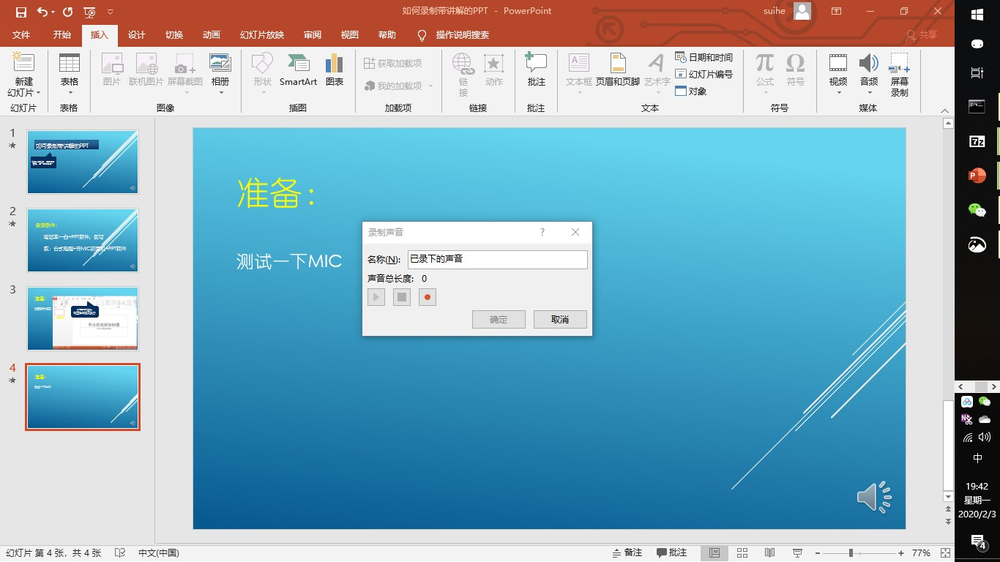 如何录制带讲解的PPT - PowerPoint
suihe
文件 开始 插入 设计 切换 动画 幻灯片放映 审阅 视图 帮助 操作说明搜索 共享
新建
幻灯片
幻灯片
表格
表格
图片 联机图片 屏幕截图 相册
图像
形状 SmartArt 图表
插图
获取加载项
我的加载项
加载项
链
接
动作
链接
批注
批注
文本框 页眉和页脚 艺术字
日期和时间
幻灯片编号
对象
文本
公式 符号
符号
视频 音频 屏幕
录制
媒体
1
如何录制带讲解的PPT
2
笔记本一台+PPT软件，即可
或：台式电脑+带MIC的耳机+PPT软件
3
准备：
单击此处添加标题
4
准备：
测试一下MIC
准备：
测试一下MIC
录制声音 ?
名称(N): 已录下的声音
声音总长度: 0
确定 取消
7z
P
N
中
19:42
星期一
2020/2/3
4
幻灯片 第 4 张，共 4 张 中文(中国) 备注 批注 77%